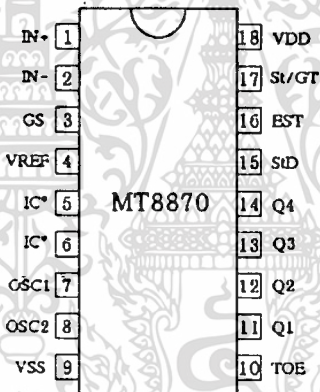 IN+ 1 18 VDD
IN- 2 17 St/GT
GS 3 16 EST
VREF 4 15 StD
IC* 5 MT8870 14 Q4
IC* 6 13 Q3
OSC1 7 12 Q2
OSC2 8 11 Q1
VSS 9 10 TOE